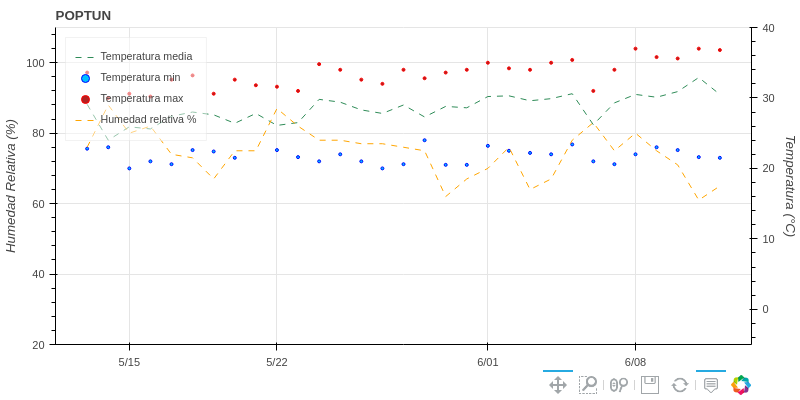 POPTUN
Temperatura media
Temperatura min
Temperatura max
Humedad relativa %
Humedad Relativa (%)
100
80
60
40
20
Temperatura (°C)
40
30
20
10
0
5/15
5/22
6/01
6/08